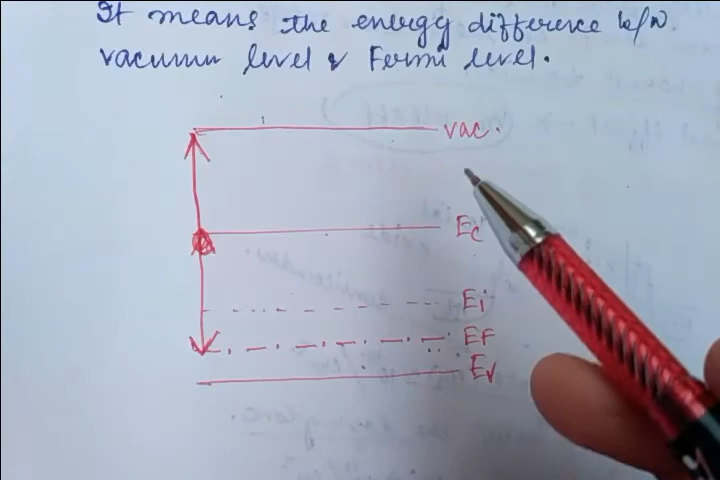 It means the energy difference b/w
vacuum level & Fermi level.
vac.
Ec
Ei
EF
Ev